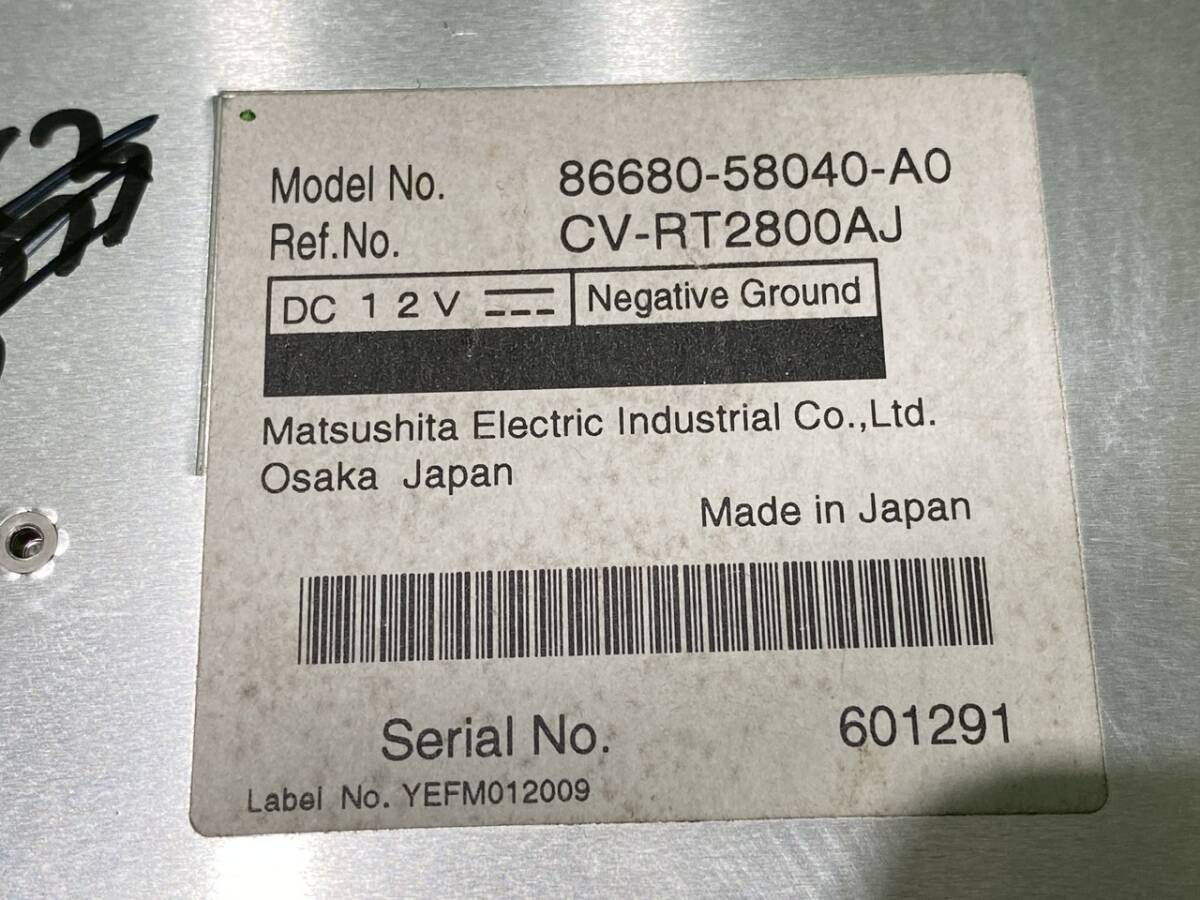 Model No. 86680-58040-A0
Ref.No. CV-RT2800AJ
DC 12V Negative Ground
Matsushita Electric Industrial Co.,Ltd.
Osaka Japan
Made in Japan
Serial No. 601291
Label No. YEFM012009